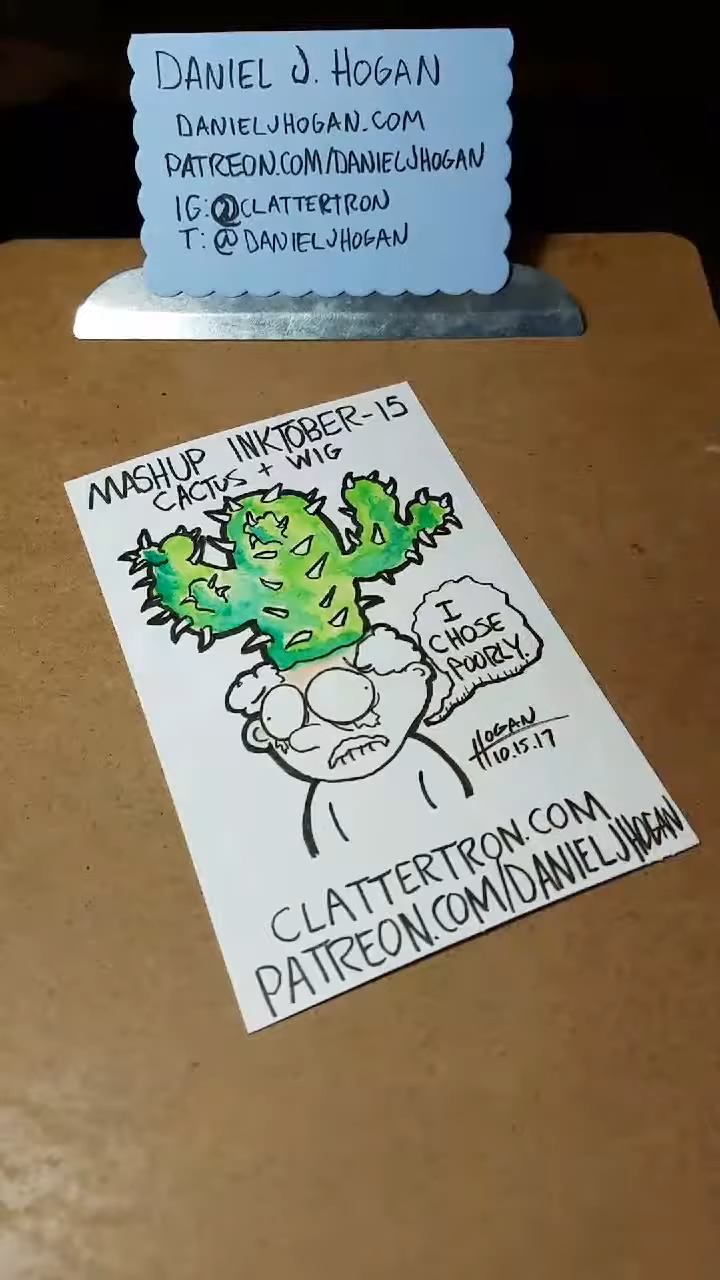 DANIEL J. HOGAN
DANIELJHOGAN.COM
PATREON.COM/DANIELJHOGAN
IG:@CLATTERTRON
T: @DANIELJHOGAN
MASHUP INKTOBER-15
CACTUS + WIG
I
CHOSE
POORLY.
HOGAN
10.15.17
CLATTERTRON.COM
PATREON.COM/DANIELJHOGAN